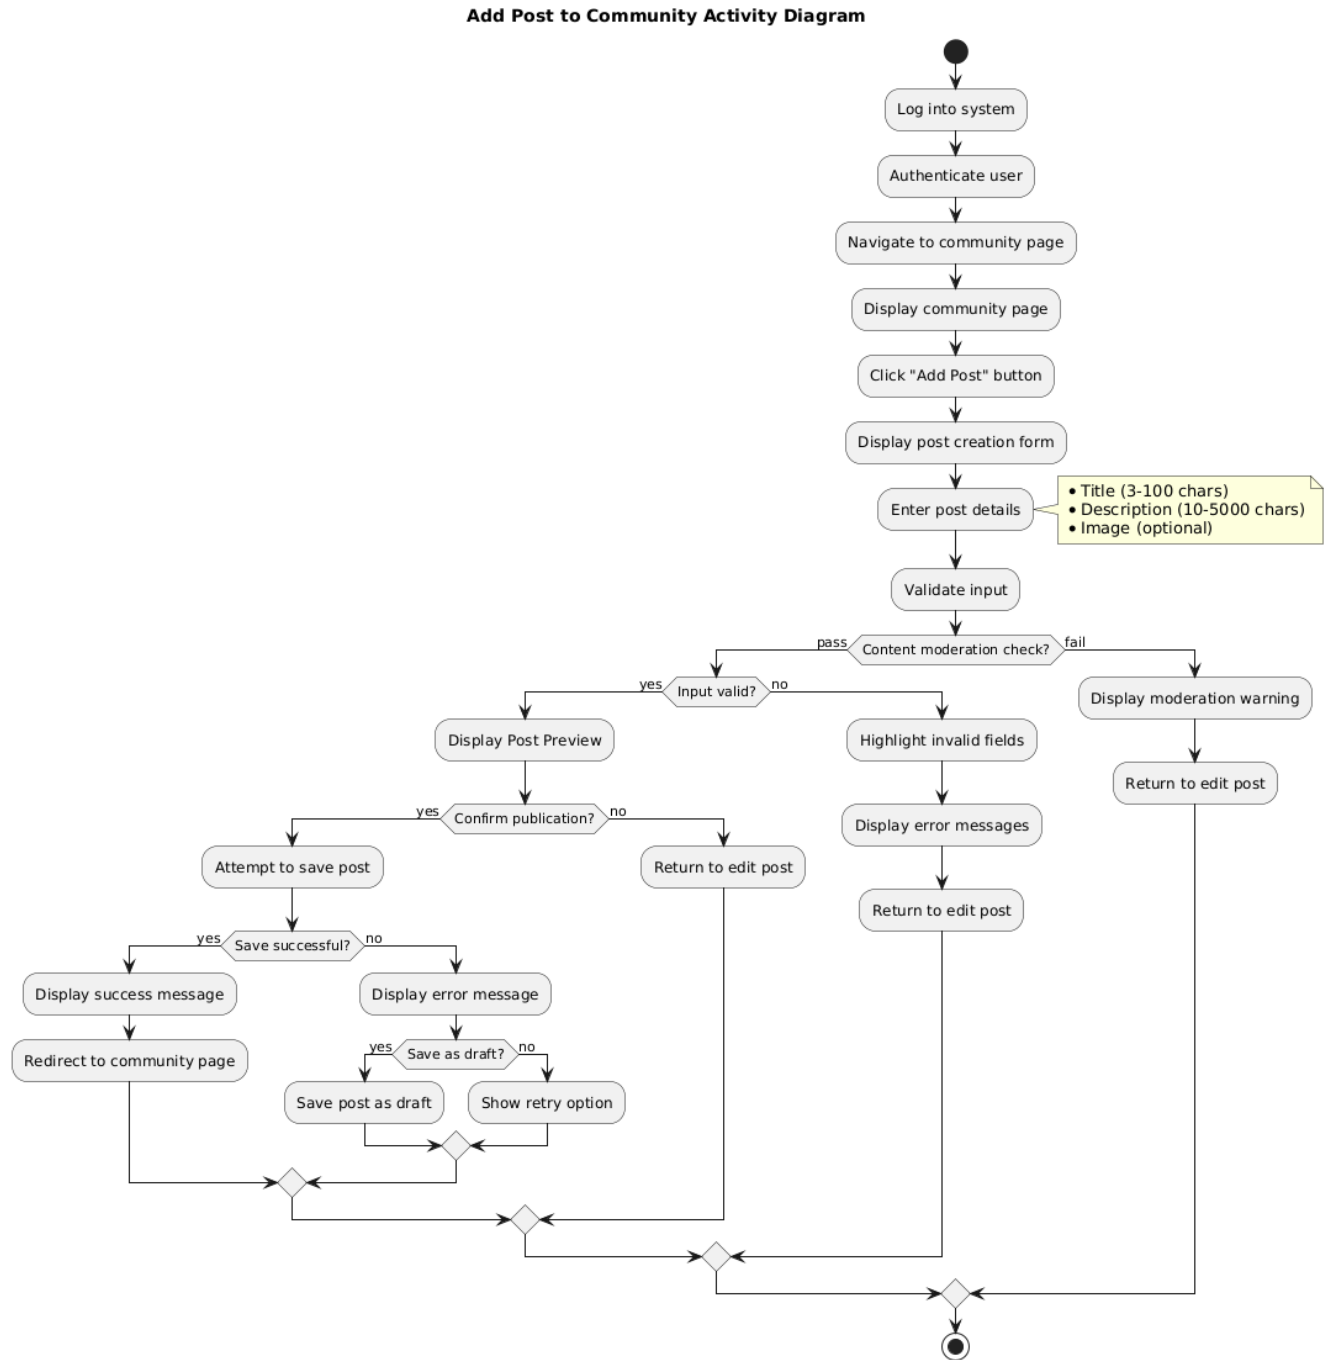 Add Post to Community Activity Diagram
Log into system
Authenticate user
Navigate to community page
Display community page
Click "Add Post" button
Display post creation form
Enter post details
• Title (3-100 chars)
• Description (10-5000 chars)
• Image (optional)
Validate input
pass
Content moderation check?
fail
yes
Input valid?
no
Display moderation warning
Display Post Preview
Highlight invalid fields
Return to edit post
yes
Confirm publication?
no
Display error messages
Attempt to save post
Return to edit post
Return to edit post
yes
Save successful?
no
Display success message
Display error message
Redirect to community page
yes
Save as draft?
no
Save post as draft
Show retry option